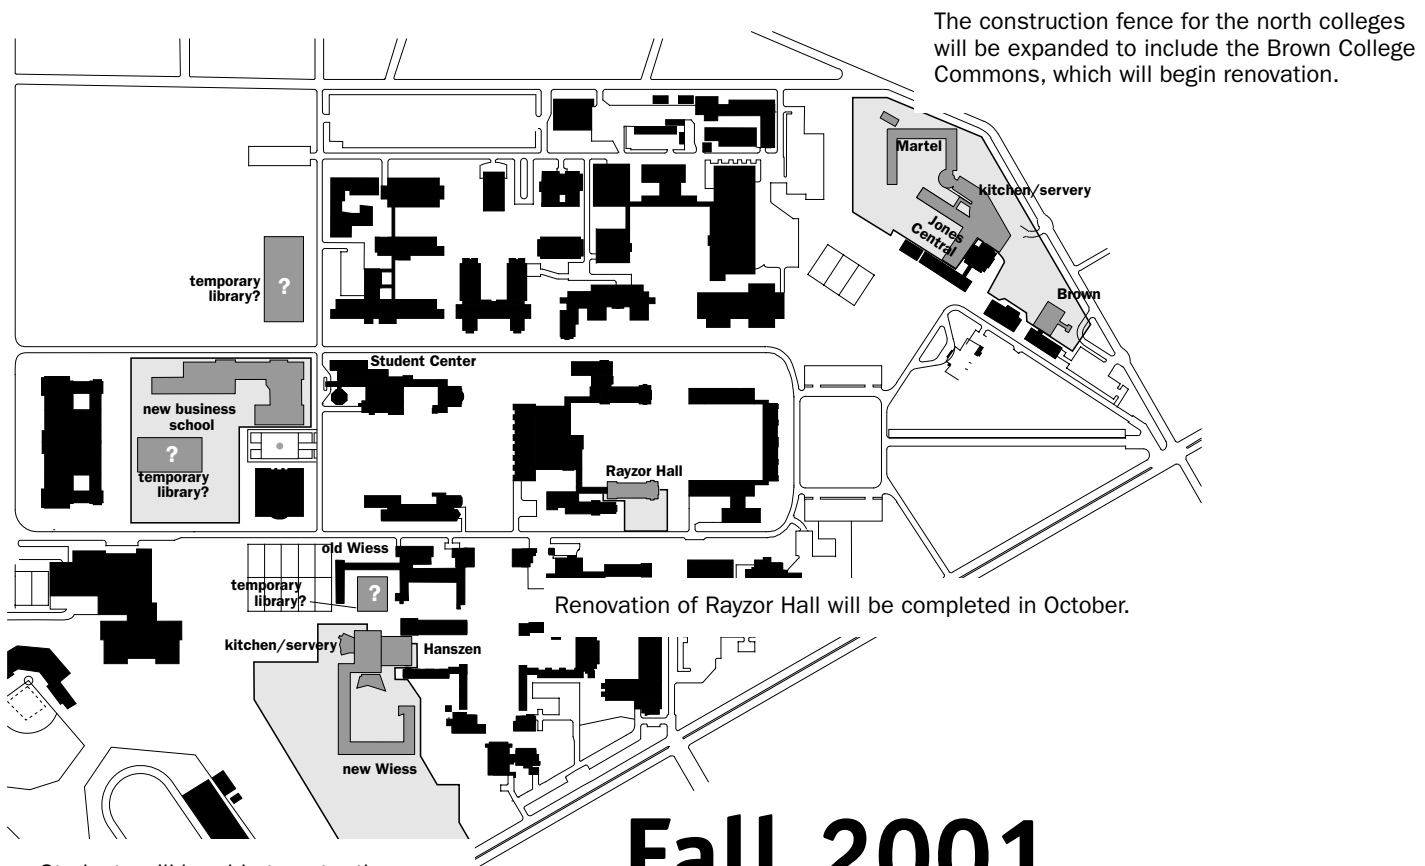 The construction fence for the north colleges
will be expanded to include the Brown College
Commons, which will begin renovation.
Martel
kitchen/servery
Jones
Central
Brown
temporary
library?
?
Student Center
new business
school
?
temporary
library?
Rayzor Hall
old Wiess
temporary
library?
?
Renovation of Rayzor Hall will be completed in October.
kitchen/servery
Hanszen
new Wiess
Fall 2001